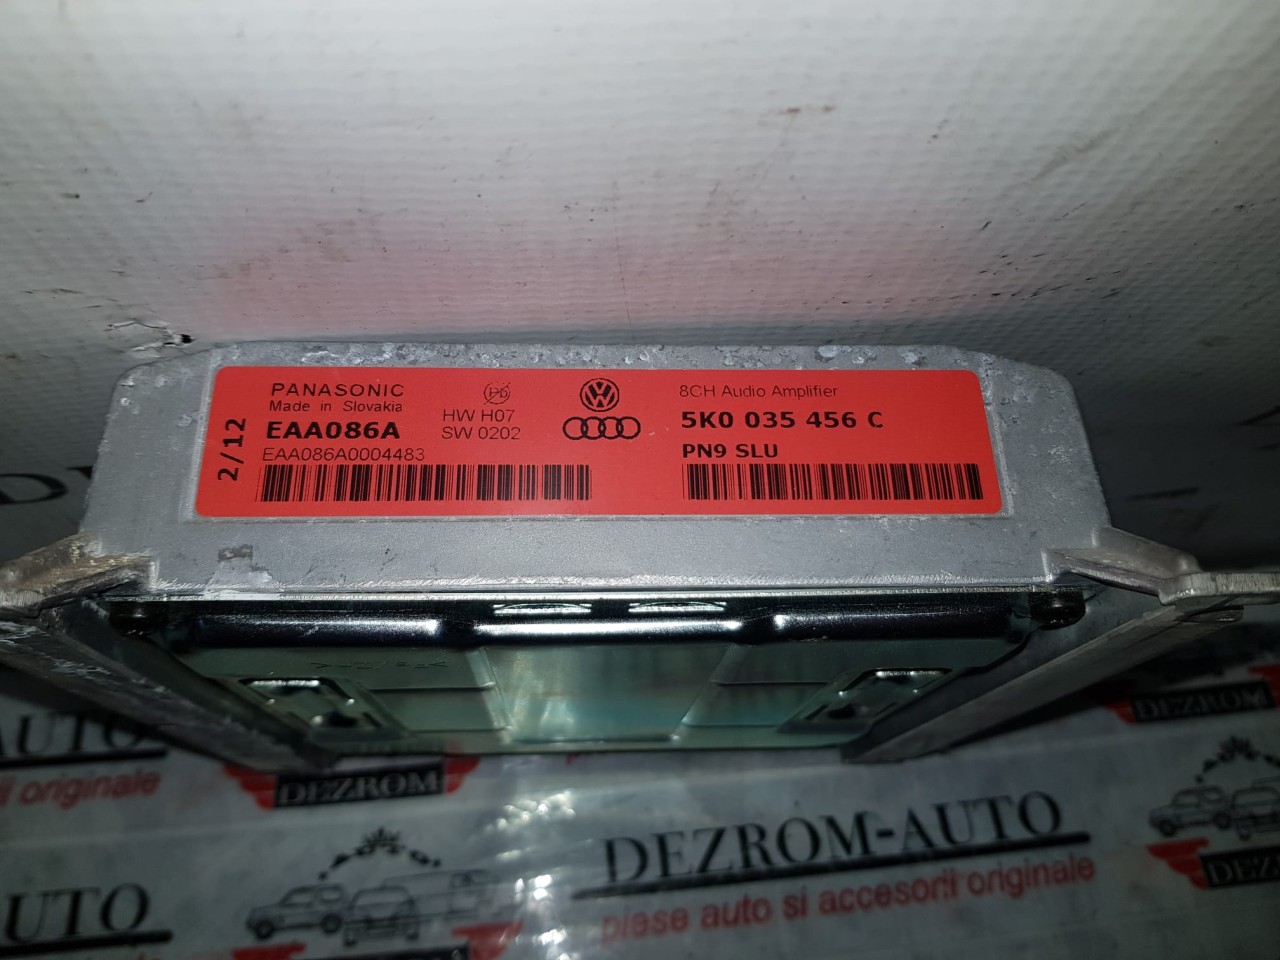 PANASONIC
Made in Slovakia
EAA086A
EAA086A0004483
2/12
HW H07
SW 0202
8CH Audio Amplifier
5K0 035 456 C
PN9 SLU
AUTO
originale
DEZROM
DEZROM-AUTO
piese auto si accesorii originale
AUTO
DEZROM